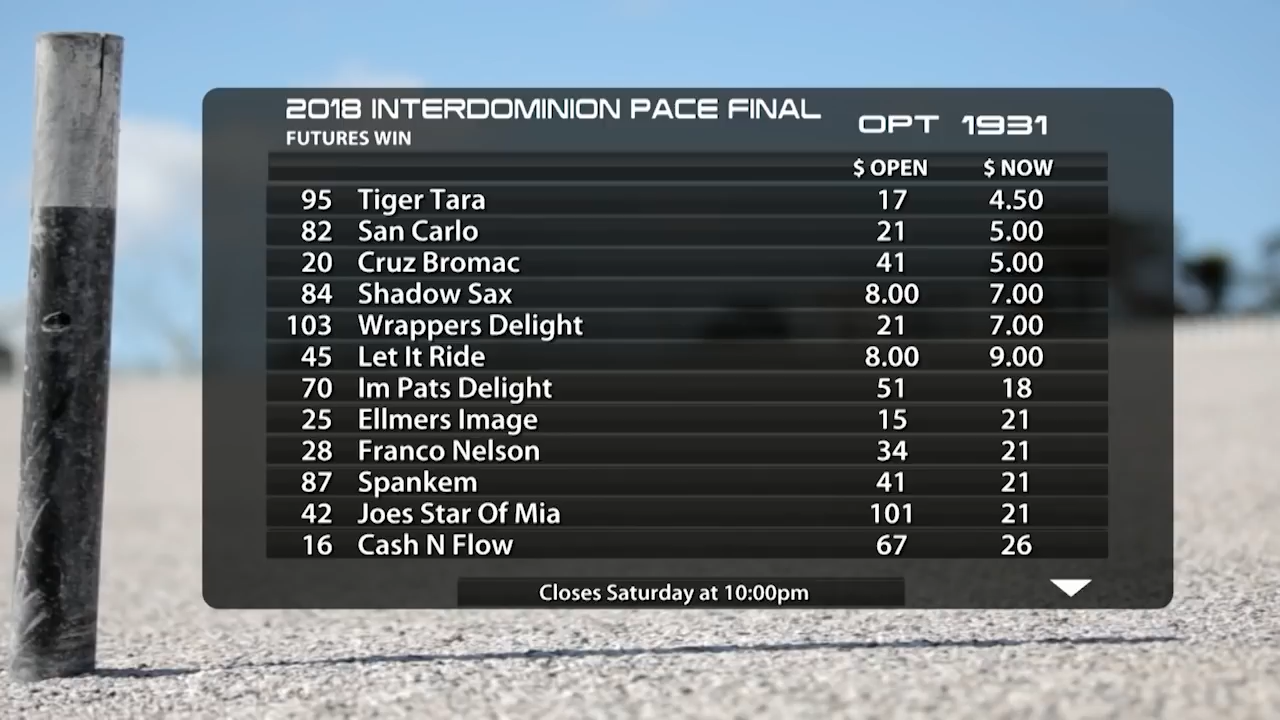 2018 INTERDOMINION PACE FINAL OPT 1931
FUTURES WIN
$ OPEN $ NOW
95 Tiger Tara 17 4.50
82 San Carlo 21 5.00
20 Cruz Bromac 41 5.00
84 Shadow Sax 8.00 7.00
103 Wrappers Delight 21 7.00
45 Let It Ride 8.00 9.00
70 Im Pats Delight 51 18
25 Ellmers Image 15 21
28 Franco Nelson 34 21
87 Spankem 41 21
42 Joes Star Of Mia 101 21
16 Cash N Flow 67 26
Closes Saturday at 10:00pm